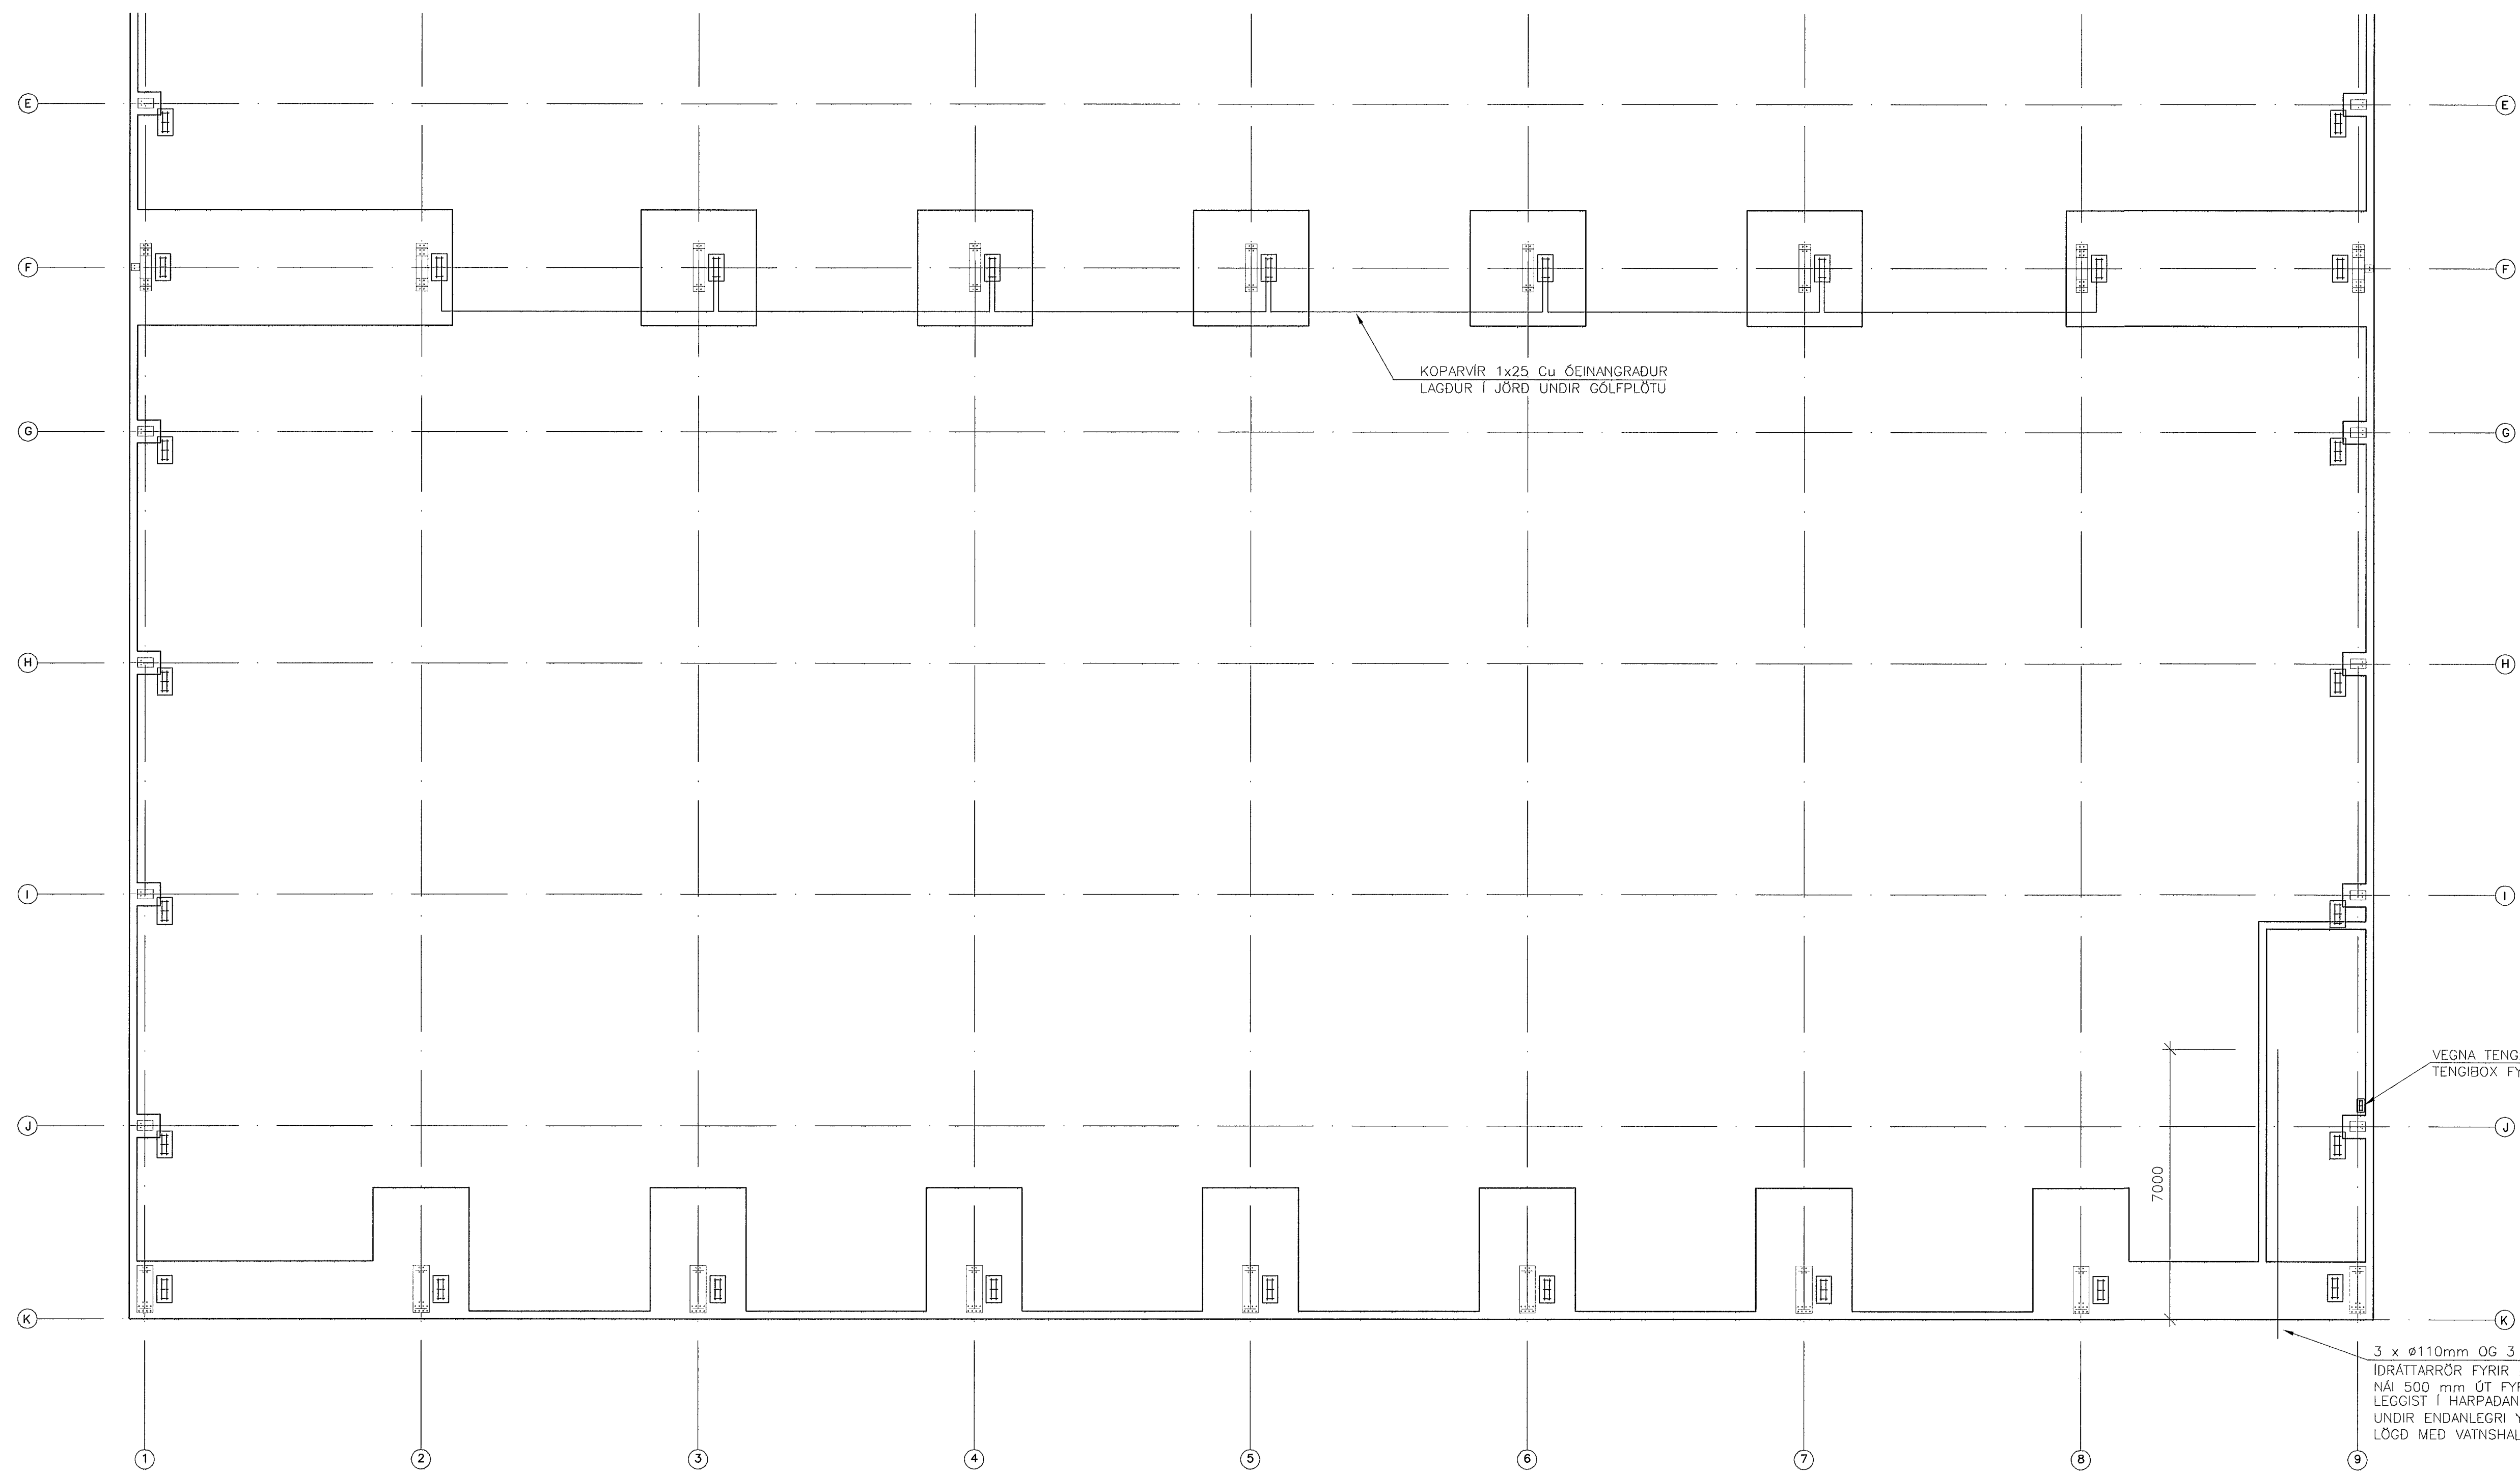 E
E
F
F
KOPARVÍR 1x25 Cu ÓEINANGRAÐUR
LAGÐUR Í JÖRÐ UNDIR GÓLFPLÖTU
G
G
H
H
I
I
VEGNA TENG
TENGIBOX FY
J
J
7000
K
K
3 x ø110mm OG 3
ÍDRÁTTARRÖR FYRIR
NÁI 500 mm ÚT FYR
LEGGIST Í HARPAÐAN
UNDIR ENDANLEGRI Y
LÖGÐ MEÐ VATNSHAL
1
2
3
4
5
6
7
8
9